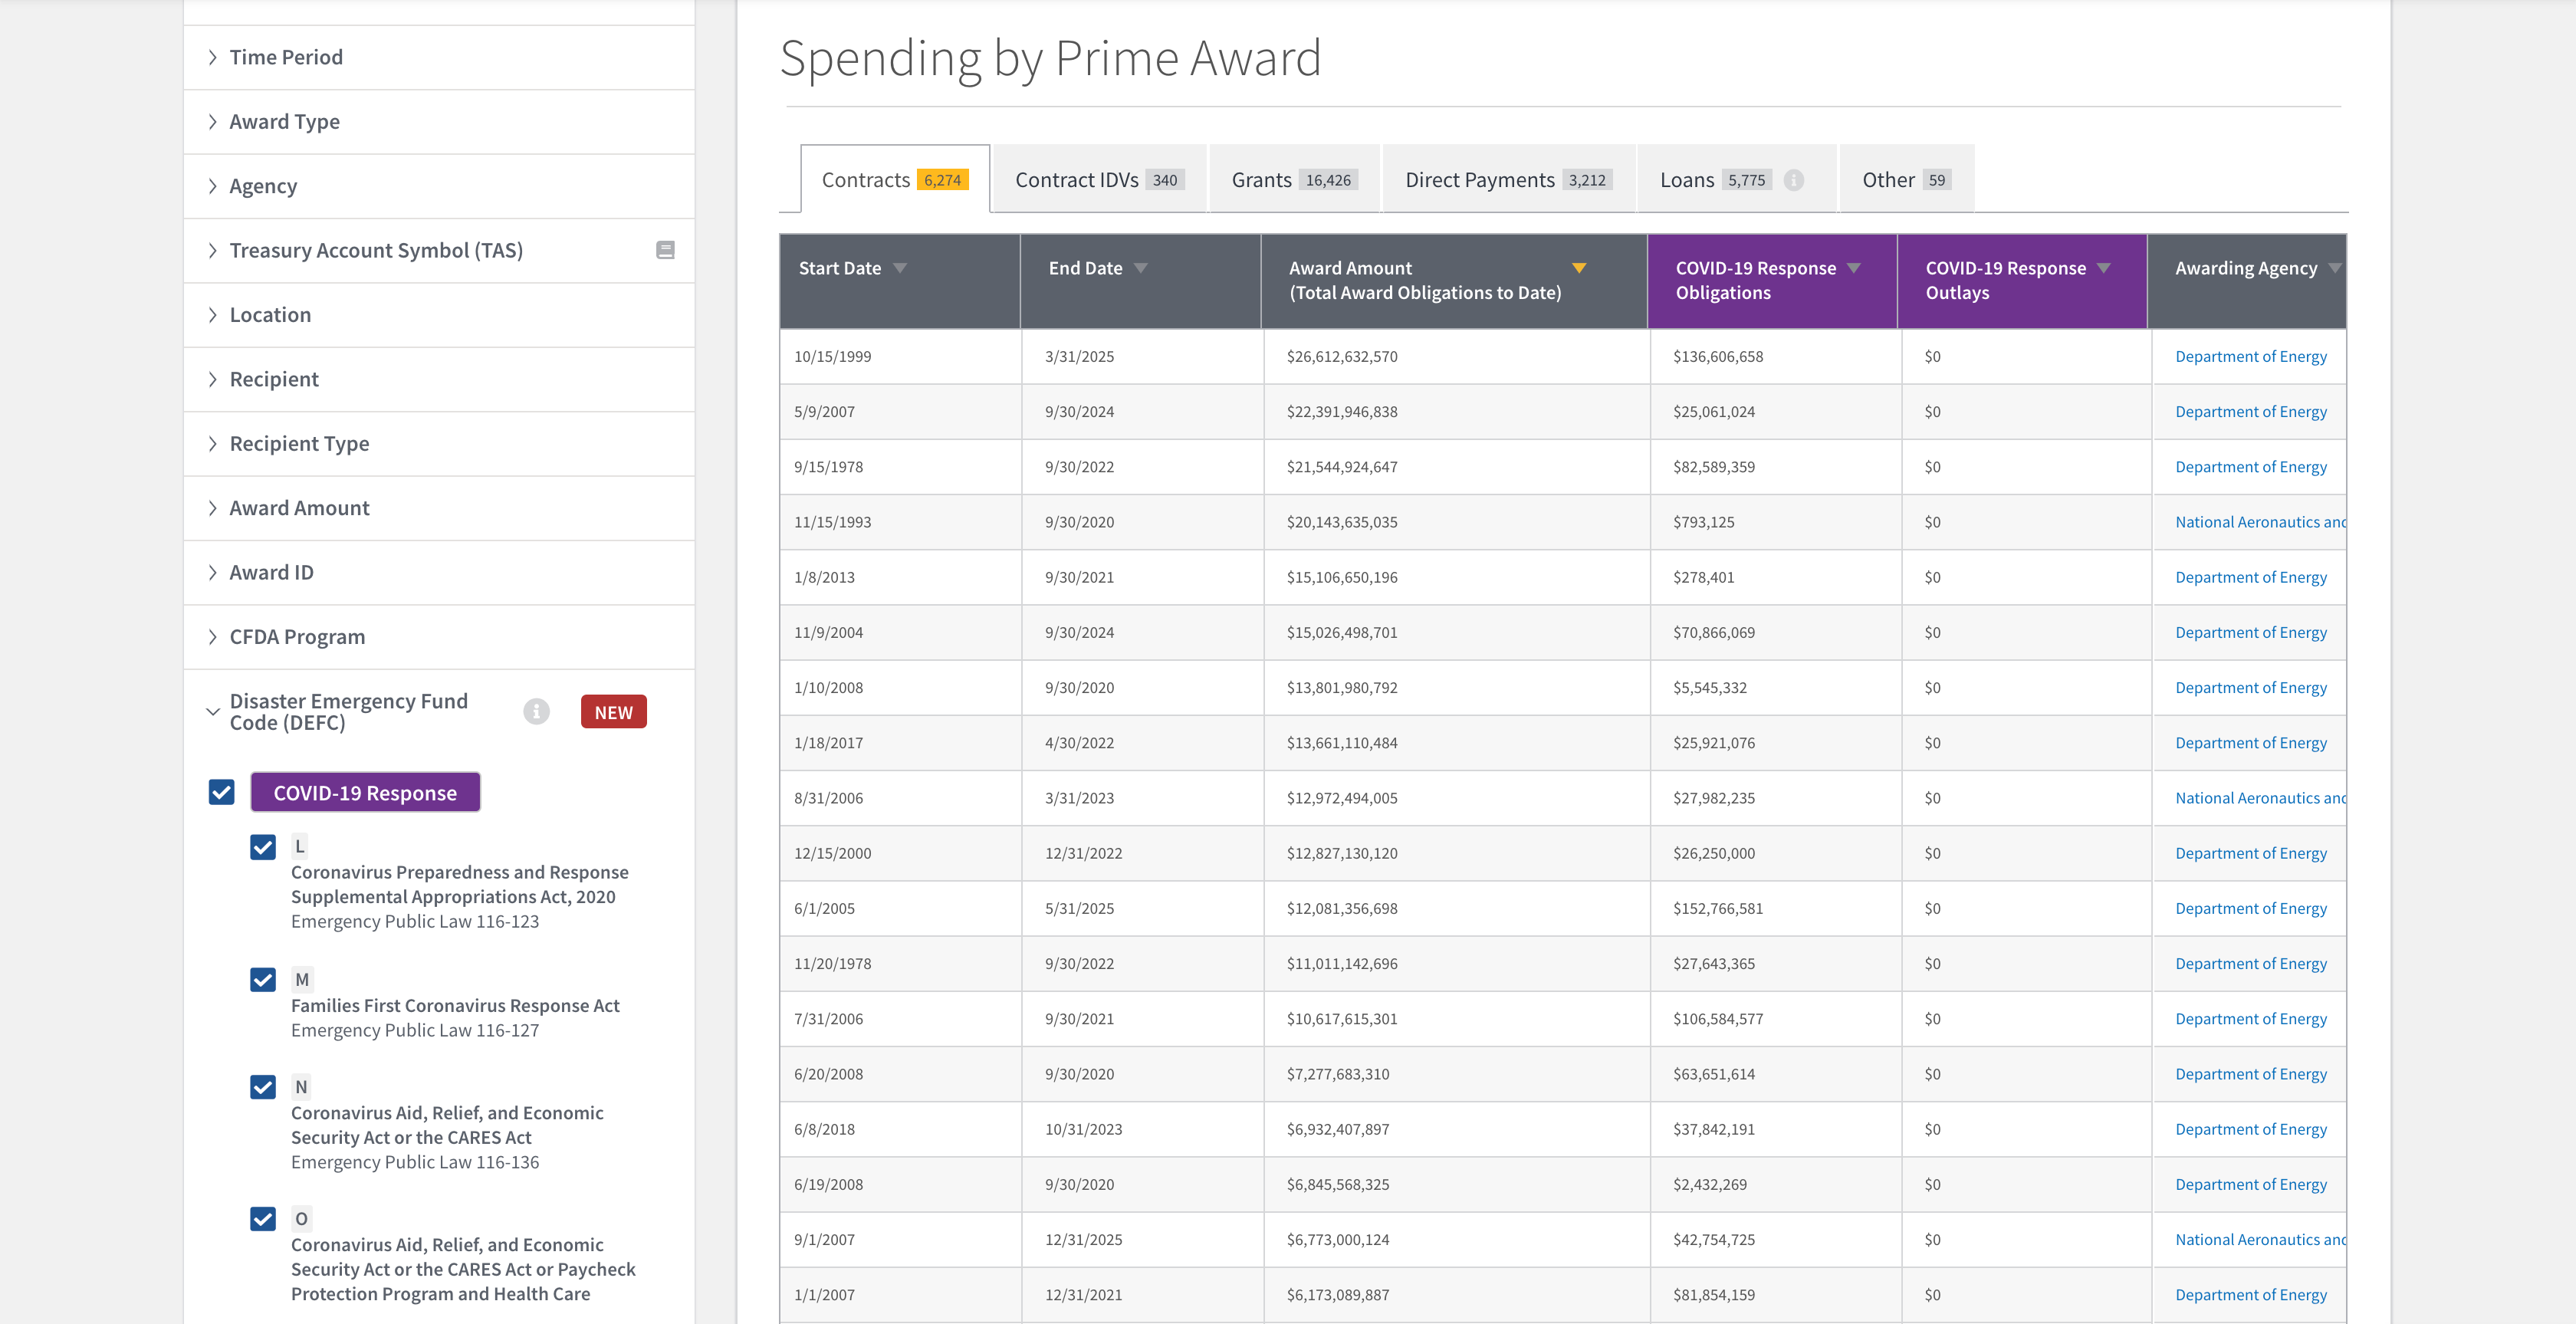 Time Period
Award Type
Agency
Treasury Account Symbol (TAS)
Location
Recipient
Recipient Type
Award Amount
Award ID
CFDA Program
Disaster Emergency Fund
Code (DEFC)
NEW
COVID-19 Response
L
Coronavirus Preparedness and Response
Supplemental Appropriations Act, 2020
Emergency Public Law 116-123
M
Families First Coronavirus Response Act
Emergency Public Law 116-127
N
Coronavirus Aid, Relief, and Economic
Security Act or the CARES Act
Emergency Public Law 116-136
O
Coronavirus Aid, Relief, and Economic
Security Act or the CARES Act or Paycheck
Protection Program and Health Care
Spending by Prime Award
Contracts 6,274 Contract IDVs 340 Grants 16,426 Direct Payments 3,212 Loans 5,775 Other 59
Start Date End Date Award Amount (Total Award Obligations to Date) COVID-19 Response Obligations COVID-19 Response Outlays Awarding Agency
10/15/1999 3/31/2025 $26,612,632,570 $136,606,658 $0 Department of Energy
5/9/2007 9/30/2024 $22,391,946,838 $25,061,024 $0 Department of Energy
9/15/1978 9/30/2022 $21,544,924,647 $82,589,359 $0 Department of Energy
11/15/1993 9/30/2020 $20,143,635,035 $793,125 $0 National Aeronautics and
1/8/2013 9/30/2021 $15,106,650,196 $278,401 $0 Department of Energy
11/9/2004 9/30/2024 $15,026,498,701 $70,866,069 $0 Department of Energy
1/10/2008 9/30/2020 $13,801,980,792 $5,545,332 $0 Department of Energy
1/18/2017 4/30/2022 $13,661,110,484 $25,921,076 $0 Department of Energy
8/31/2006 3/31/2023 $12,972,494,005 $27,982,235 $0 National Aeronautics and
12/15/2000 12/31/2022 $12,827,130,120 $26,250,000 $0 Department of Energy
6/1/2005 5/31/2025 $12,081,356,698 $152,766,581 $0 Department of Energy
11/20/1978 9/30/2022 $11,011,142,696 $27,643,365 $0 Department of Energy
7/31/2006 9/30/2021 $10,617,615,301 $106,584,577 $0 Department of Energy
6/20/2008 9/30/2020 $7,277,683,310 $63,651,614 $0 Department of Energy
6/8/2018 10/31/2023 $6,932,407,897 $37,842,191 $0 Department of Energy
6/19/2008 9/30/2020 $6,845,568,325 $2,432,269 $0 Department of Energy
9/1/2007 12/31/2025 $6,773,000,124 $42,754,725 $0 National Aeronautics and
1/1/2007 12/31/2021 $6,173,089,887 $81,854,159 $0 Department of Energy